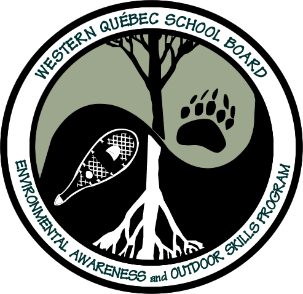 WESTERN QUÉBEC SCHOOL BOARD
ENVIRONMENTAL AWARENESS and OUTDOOR SKILLS PROGRAM